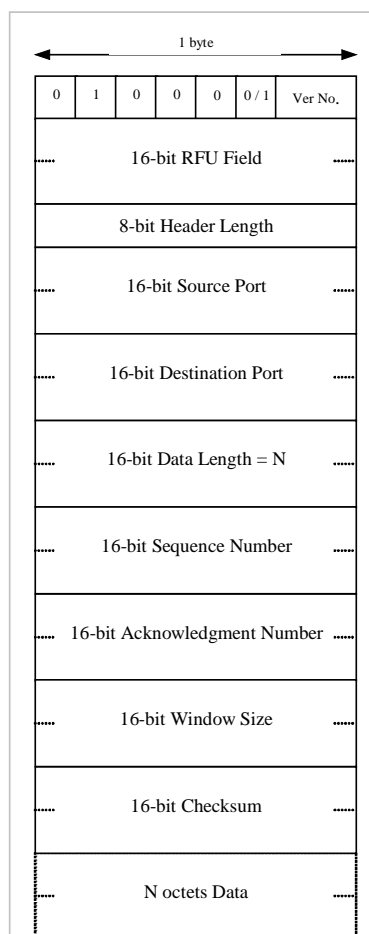 1 byte
0 1 0 0 0 0 / 1 Ver No.
16-bit RFU Field
8-bit Header Length
16-bit Source Port
16-bit Destination Port
16-bit Data Length = N
16-bit Sequence Number
16-bit Acknowledgment Number
16-bit Window Size
16-bit Checksum
N octets Data